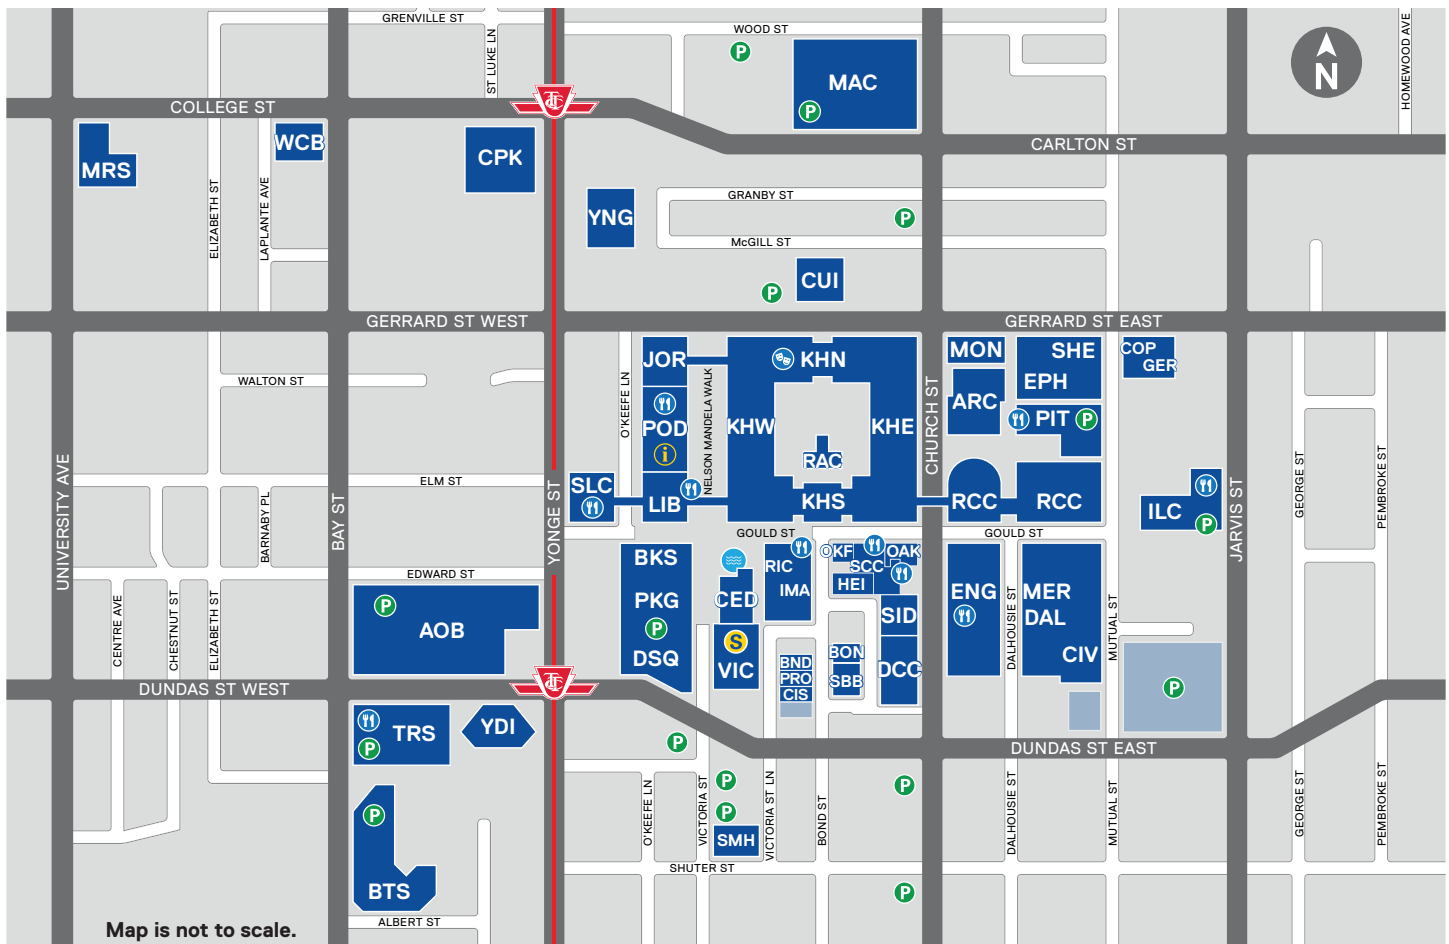 GRENVILLE ST
ST LUKE LN
WOOD ST
HOMEWOOD AVE
P
MAC
N
P
COLLEGE ST
TTC
CARLTON ST
MRS
WCB
CPK
ELIZABETH ST
LAPLANTE AVE
YNG
GRANBY ST
P
McGILL ST
CUI
P
GERRARD ST WEST
GERRARD ST EAST
JOR
KHN
MON
SHE
COP
GER
EPH
WALTON ST
O'KEEFE LN
NELSON MANDELA WALK
CHURCH ST
ARC
POD
KHW
KHE
PIT
P
i
RAC
UNIVERSITY AVE
BAY ST
YONGE ST
ELM ST
SLC
LIB
KHS
RCC
RCC
ILC
P
JARVIS ST
GEORGE ST
PEMBROKE ST
BARNABY PL
GOULD ST
GOULD ST
BKS
RIC
IMA
OKF
SCC
OAK
HEI
EDWARD ST
CENTRE AVE
CHESTNUT ST
ELIZABETH ST
P
AOB
PKG
P
DSQ
CED
S
VIC
ENG
DALHOUSIE ST
MER
DAL
CIV
MUTUAL ST
SID
BON
SBB
DCC
BND
PRO
CIS
P
DUNDAS ST WEST
TTC
DUNDAS ST EAST
TRS
P
YDI
P
P
P
P
O'KEEFE LN
VICTORIA ST
VICTORIA ST LN
BOND ST
DALHOUSIE ST
MUTUAL ST
GEORGE ST
PEMBROKE ST
P
SMH
SHUTER ST
BTS
P
ALBERT ST
Map is not to scale.